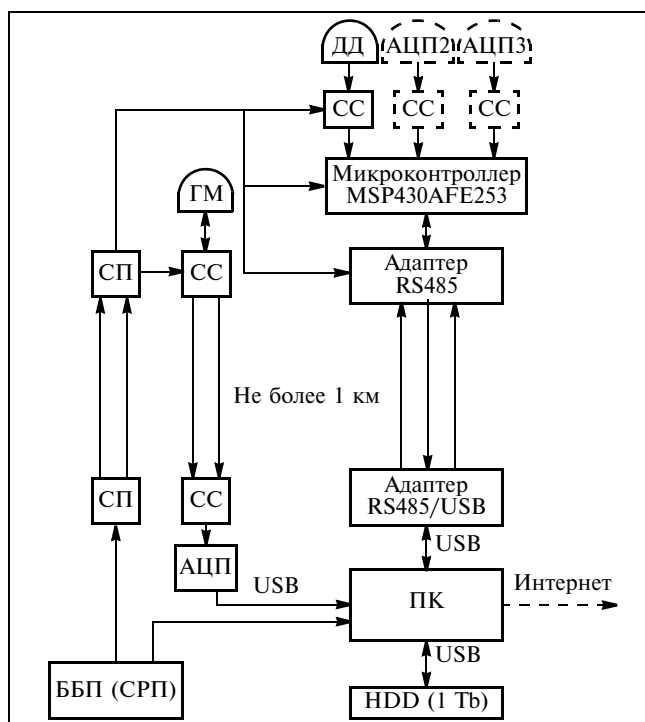 ДД АЦП2 АЦП3
СС СС СС
Микроконтроллер
MSP430AFE253
ГМ
СП СС
Адаптер
RS485
Не более 1 км
СП СС
Адаптер
RS485/USB
USB
АЦП
USB
ПК
Интернет
USB
ББП (СРП)
HDD (1 Tb)